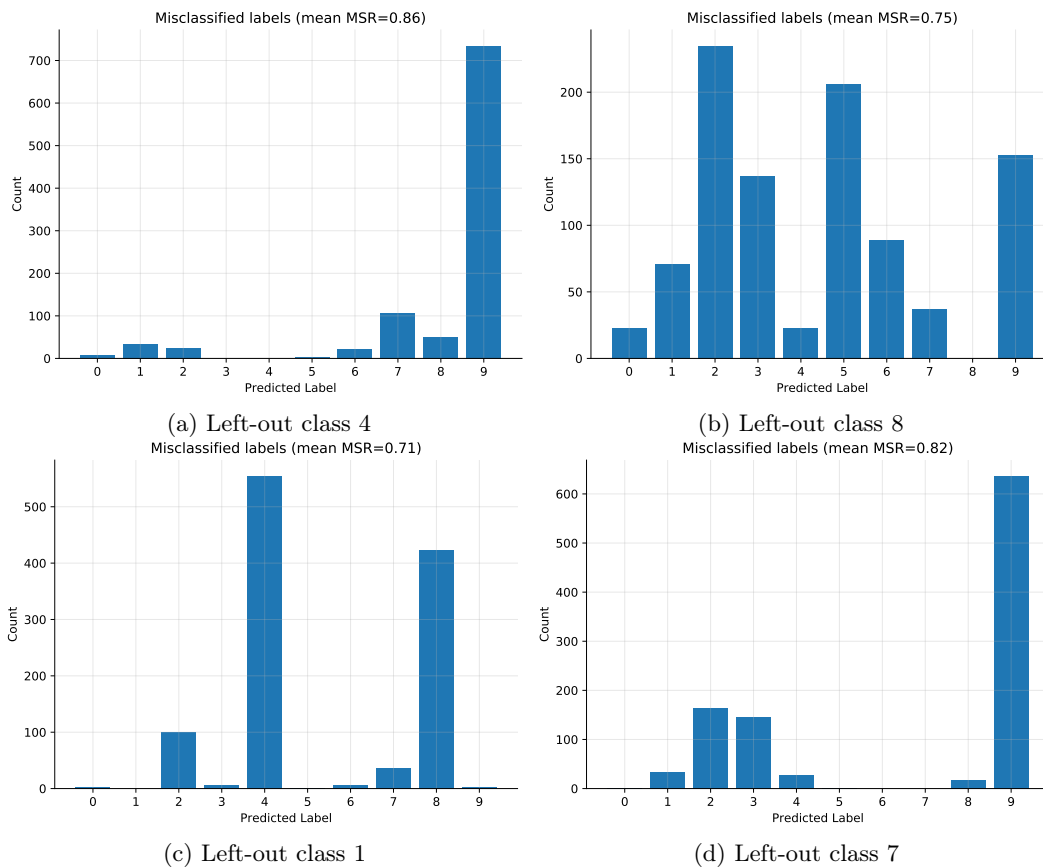 Misclassified labels (mean MSR=0.86)
700
600
500
400
300
200
100
0
Count
0 1 2 3 4 5 6 7 8 9
Predicted Label
(a) Left-out class 4
Misclassified labels (mean MSR=0.75)
200
150
100
50
0
Count
0 1 2 3 4 5 6 7 8 9
Predicted Label
(b) Left-out class 8
Misclassified labels (mean MSR=0.71)
500
400
300
200
100
0
Count
0 1 2 3 4 5 6 7 8 9
Predicted Label
(c) Left-out class 1
Misclassified labels (mean MSR=0.82)
600
500
400
300
200
100
0
Count
0 1 2 3 4 5 6 7 8 9
Predicted Label
(d) Left-out class 7